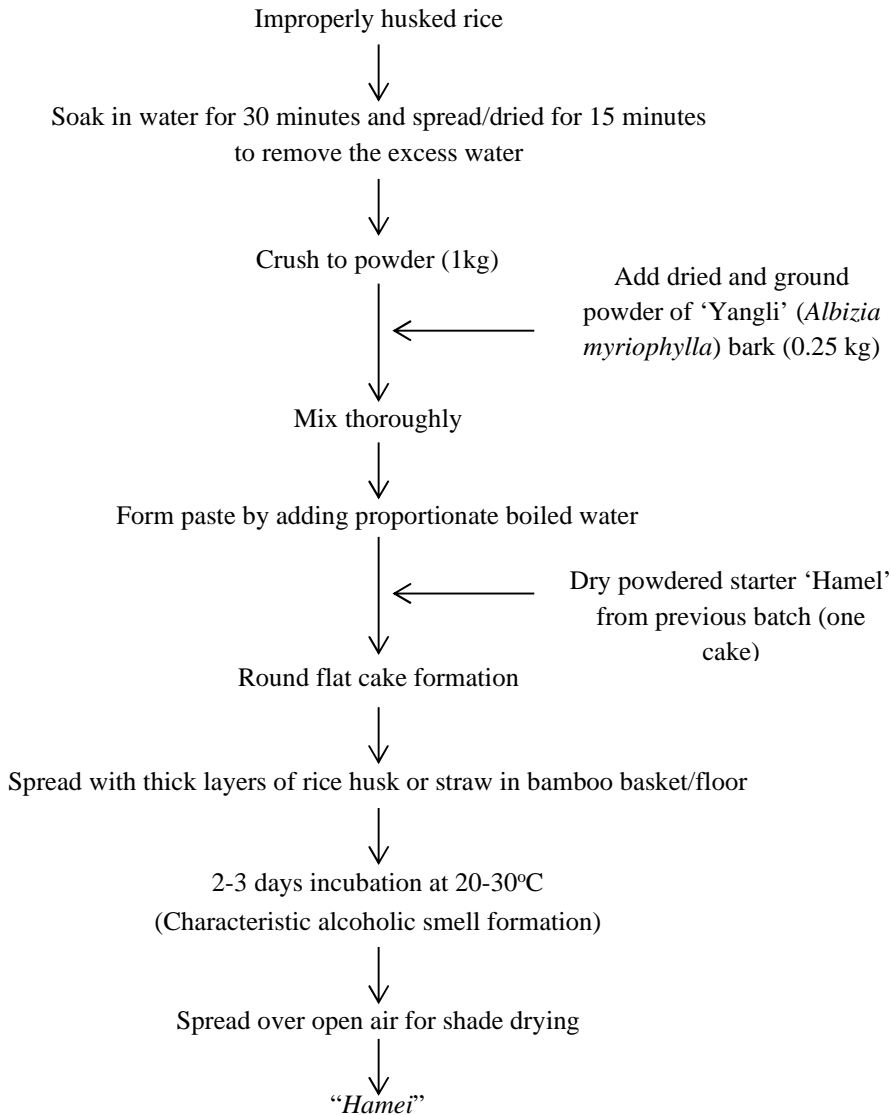 Improperly husked rice
Soak in water for 30 minutes and spread/dried for 15 minutes
to remove the excess water
Crush to powder (1kg)
Add dried and ground
powder of ‘Yangli’ (Albizia
myriophylla) bark (0.25 kg)
Mix thoroughly
Form paste by adding proportionate boiled water
Dry powdered starter ‘Hamel’
from previous batch (one
cake)
Round flat cake formation
Spread with thick layers of rice husk or straw in bamboo basket/floor
2-3 days incubation at 20-30ºC
(Characteristic alcoholic smell formation)
Spread over open air for shade drying
“Hamei”